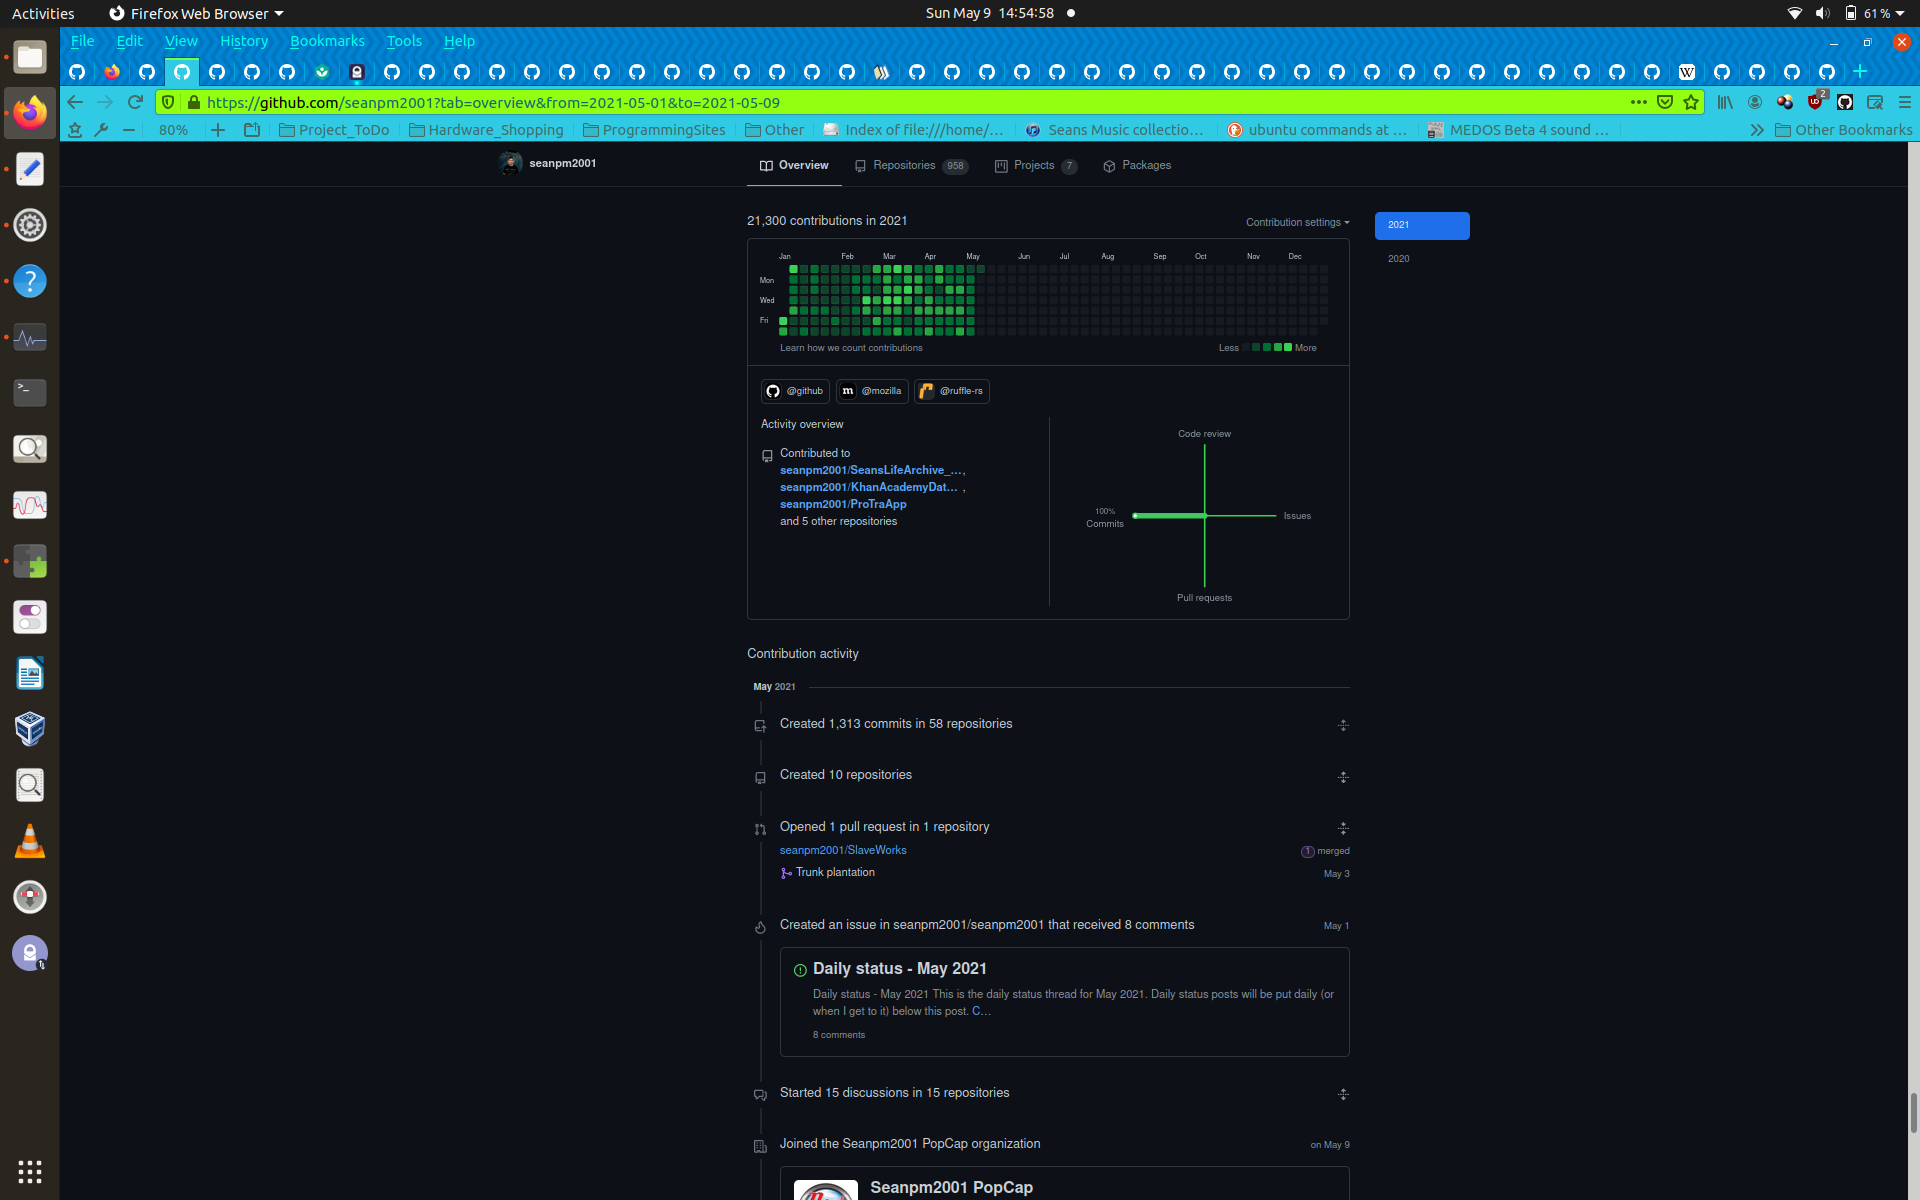 Activities
Firefox Web Browser
Sun May 9 14:54:58
61 %
File Edit View History Bookmarks Tools Help
W
https://github.com/seanpm2001?tab=overview&from=2021-05-01&to=2021-05-09
2
80%
Project_ToDo
Hardware_Shopping
ProgrammingSites
Other
Index of file:///home/...
Seans Music collectio...
ubuntu commands at ...
MEDOS Beta 4 sound ...
Other Bookmarks
seanpm2001
Overview
Repositories 958
Projects 7
Packages
21,300 contributions in 2021
Contribution settings
2021
2020
Jan Feb Mar Apr May Jun Jul Aug Sep Oct Nov Dec
Mon
Wed
Fri
Learn how we count contributions
Less More
@github
m @mozilla
@ruffle-rs
Activity overview
Contributed to
seanpm2001/SeansLifeArchive_...,
seanpm2001/KhanAcademyDat... ,
seanpm2001/ProTraApp
and 5 other repositories
Code review
100%
Commits
Issues
Pull requests
Contribution activity
May 2021
Created 1,313 commits in 58 repositories
Created 10 repositories
Opened 1 pull request in 1 repository
seanpm2001/SlaveWorks
1 merged
Trunk plantation
May 3
Created an issue in seanpm2001/seanpm2001 that received 8 comments
May 1
Daily status - May 2021
Daily status - May 2021 This is the daily status thread for May 2021. Daily status posts will be put daily (or
when I get to it) below this post. C...
8 comments
Started 15 discussions in 15 repositories
Joined the Seanpm2001 PopCap organization
on May 9
Seanpm2001 PopCap